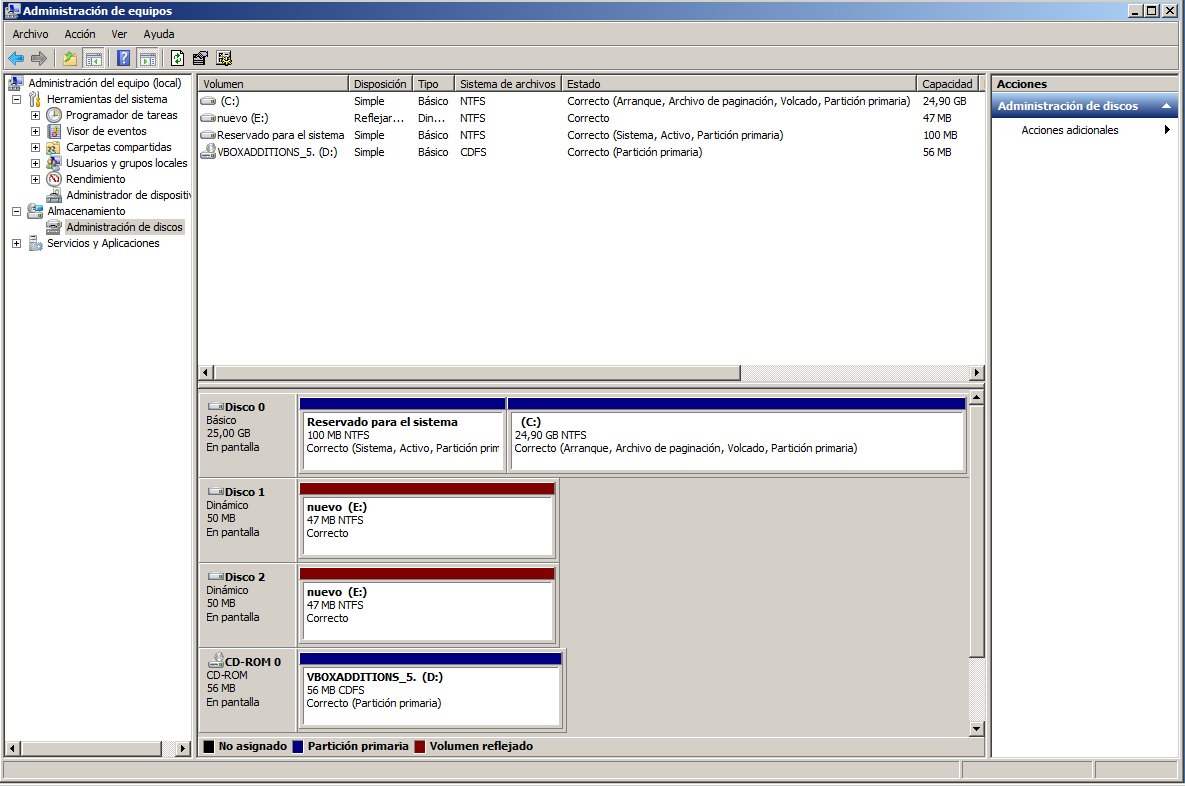 Administración de equipos
Archivo Acción Ver Ayuda
Administración del equipo (local)
Herramientas del sistema
Programador de tareas
Visor de eventos
Carpetas compartidas
Usuarios y grupos locales
Rendimiento
Administrador de dispositiv
Almacenamiento
Administración de discos
Servicios y Aplicaciones
Volumen Disposición Tipo Sistema de archivos Estado Capacidad
(C:) Simple Básico NTFS Correcto (Arranque, Archivo de paginación, Volcado, Partición primaria) 24,90 GB
nuevo (E:) Reflejar... Din... NTFS Correcto 47 MB
Reservado para el sistema Simple Básico NTFS Correcto (Sistema, Activo, Partición primaria) 100 MB
VBOXADDITIONS_5. (D:) Simple Básico CDFS Correcto (Partición primaria) 56 MB
Disco 0
Básico
25,00 GB
En pantalla
Reservado para el sistema
100 MB NTFS
Correcto (Sistema, Activo, Partición prim
(C:)
24,90 GB NTFS
Correcto (Arranque, Archivo de paginación, Volcado, Partición primaria)
Disco 1
Dinámico
50 MB
En pantalla
nuevo (E:)
47 MB NTFS
Correcto
Disco 2
Dinámico
50 MB
En pantalla
nuevo (E:)
47 MB NTFS
Correcto
CD-ROM 0
CD-ROM
56 MB
En pantalla
VBOXADDITIONS_5. (D:)
56 MB CDFS
Correcto (Partición primaria)
No asignado Partición primaria Volumen reflejado
Acciones
Administración de discos
Acciones adicionales